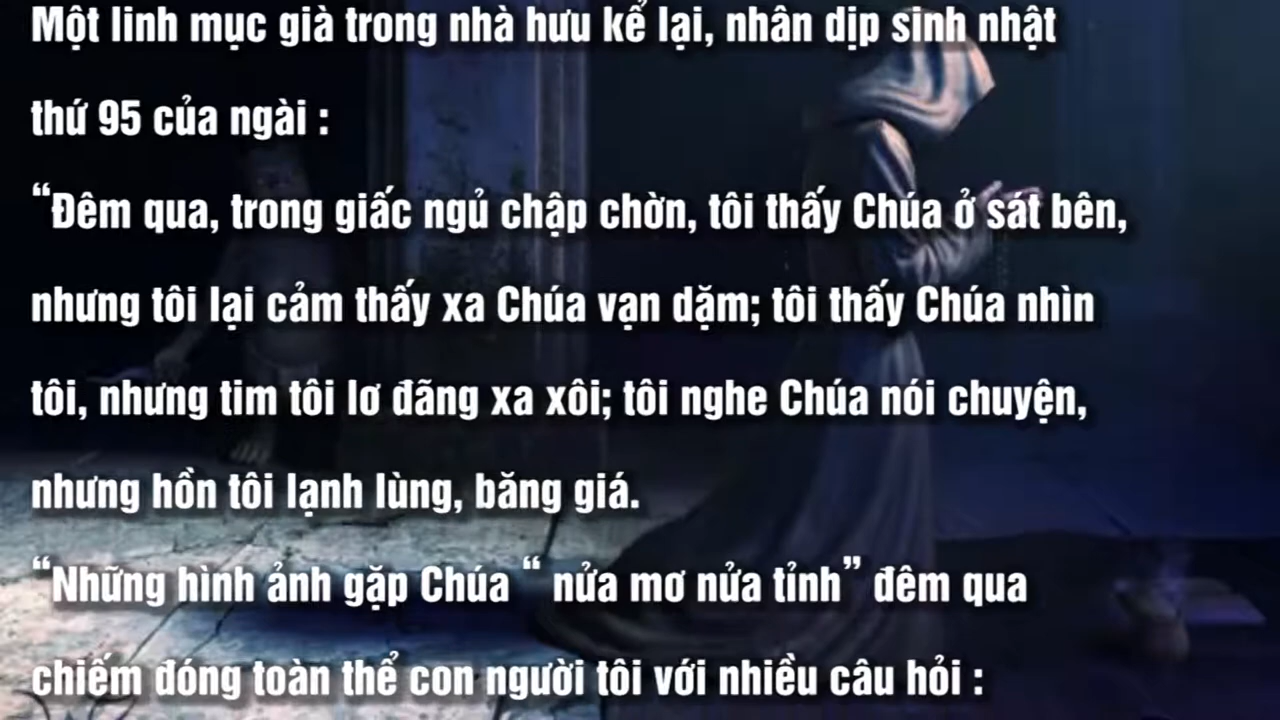 Một linh mục già trong nhà hưu kể lại, nhân dịp sinh nhật
thứ 95 của ngài :
“Đêm qua, trong giấc ngủ chập chờn, tôi thấy Chúa ở sát bên,
nhưng tôi lại cảm thấy xa Chúa vạn dặm; tôi thấy Chúa nhìn
tôi, nhưng tim tôi lơ đãng xa xôi; tôi nghe Chúa nói chuyện,
nhưng hồn tôi lạnh lùng, băng giá.
“Những hình ảnh gặp Chúa “ nửa mơ nửa tỉnh” đêm qua
chiếm đóng toàn thể con người tôi với nhiều câu hỏi :